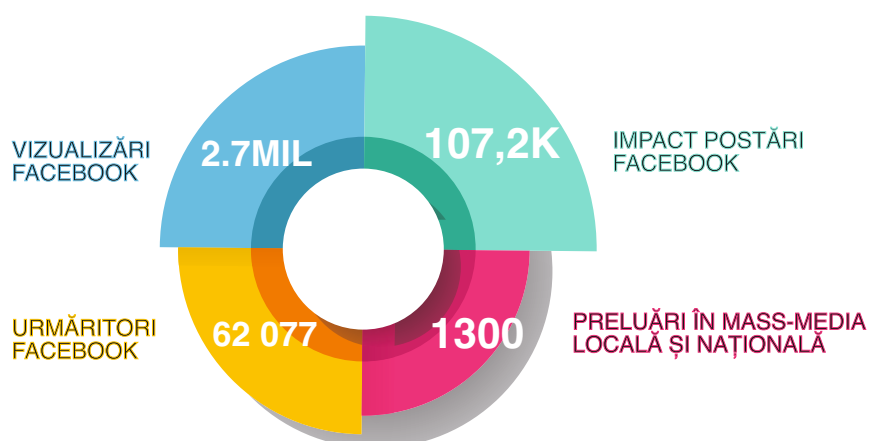 VIZUALIZĂRI
FACEBOOK
2.7MIL
107,2K
IMPACT POSTĂRI
FACEBOOK
URMĂRITORI
FACEBOOK
62 077
1300
PRELUĂRI ÎN MASS-MEDIA
LOCALĂ ȘI NAȚIONALĂ